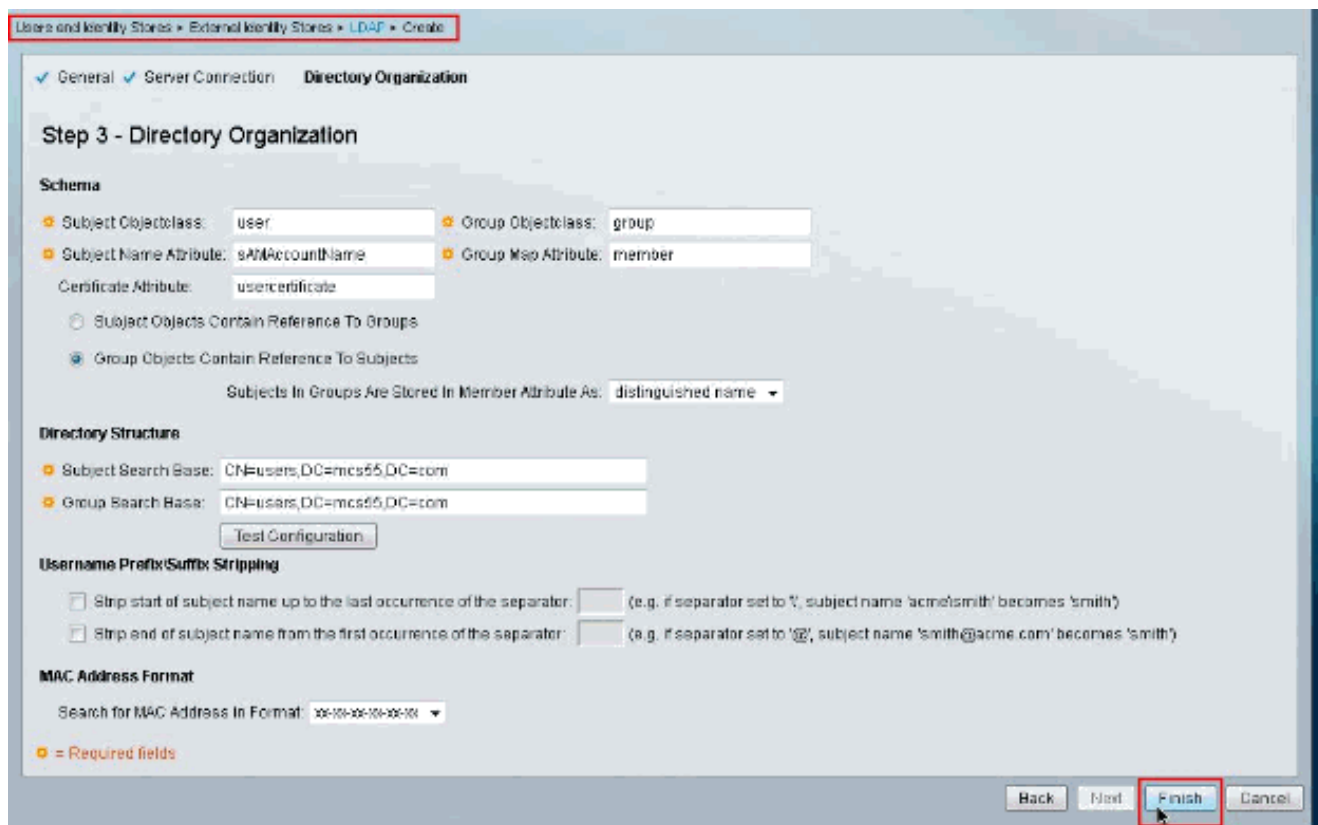 Users and Identity Stores ▸ External Identity Stores ▸ LDAP ▸ Create
General Server Connection Directory Organization
Step 3 - Directory Organization
Schema
Subject Objectclass: user Group Objectclass: group
Subject Name Attribute: sAMAccountName Group Map Attribute: member
Certificate Attribute: usercertificate
Subject Objects Contain Reference To Groups
Group Objects Contain Reference To Subjects
Subjects In Groups Are Stored In Member Attribute As: distinguished name
Directory Structure
Subject Search Base: CN=users,DC=mcs55,DC=com
Group Search Base: CN=users,DC=mcs55,DC=com
Test Configuration
Username Prefix\Suffix Stripping
Strip start of subject name up to the last occurrence of the separator: (e.g. if separator set to '\', subject name 'acme\smith' becomes 'smith')
Strip end of subject name from the first occurrence of the separator: (e.g. if separator set to '@', subject name 'smith@acme.com' becomes 'smith')
MAC Address Format
Search for MAC Address in Format: xx-xx-xx-xx-xx-xx
= Required fields
Back Next Finish Cancel